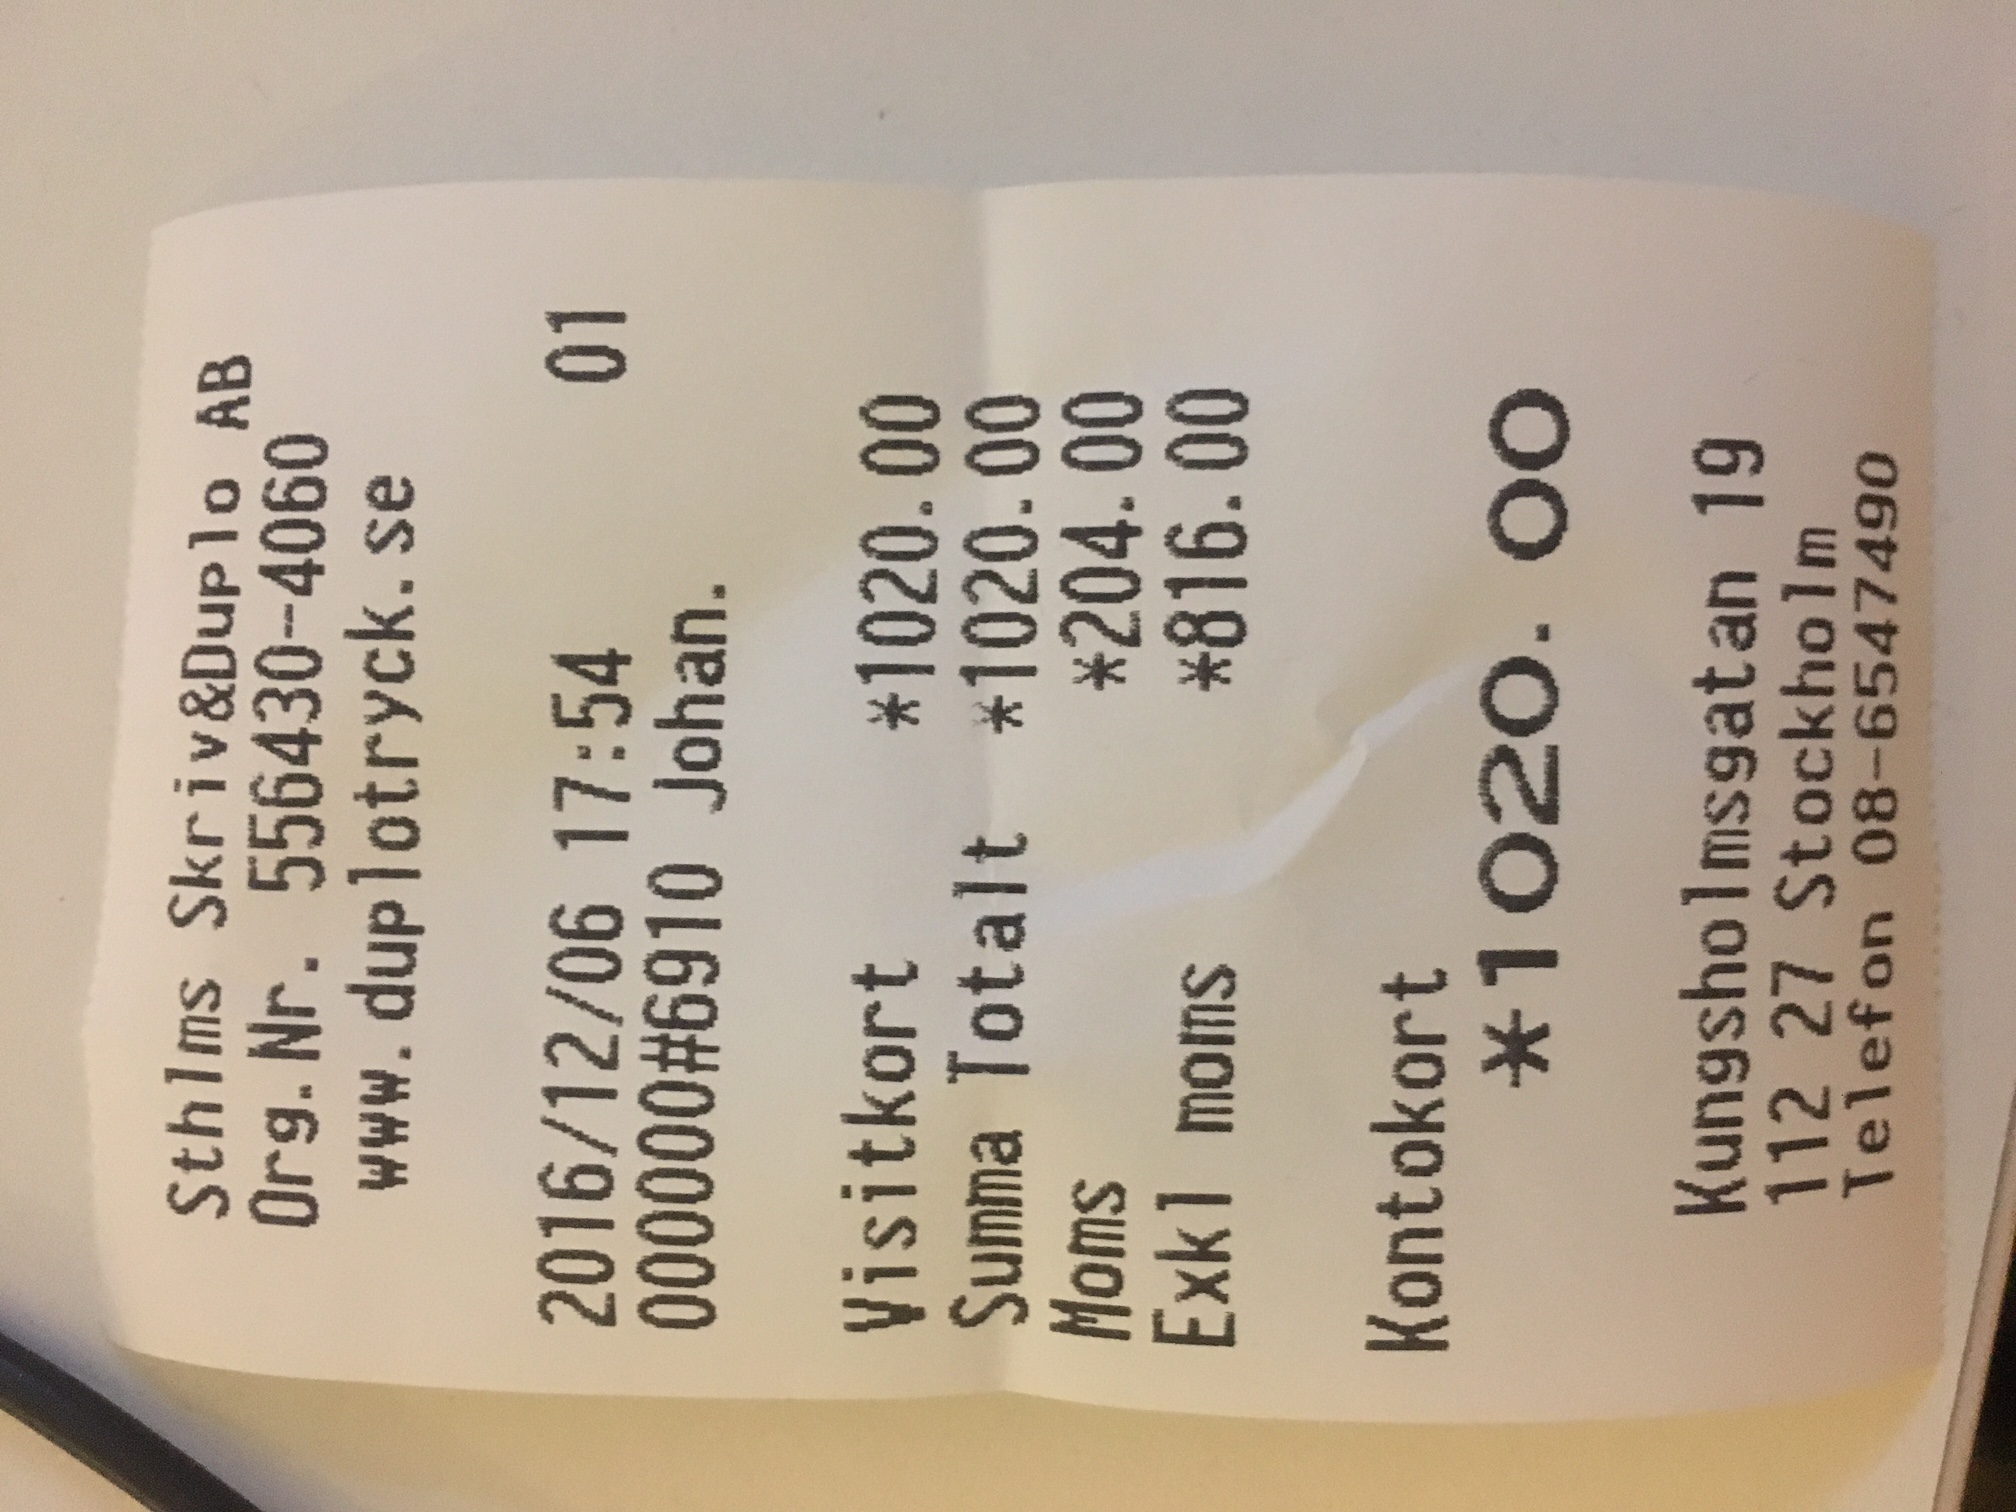 Sthlms Skriv&Duplo AB
Org.Nr. 556430-4060
www.duplotryck.se
2016/12/06 17:54 01
000000#6910 Johan.
Visitkort *1020.00
Summa Totalt *1020.00
Moms *204.00
Exkl moms *816.00
Kontokort
*1020.00
Kungsholmsgatan 19
112 27 Stockholm
Telefon 08-6547490